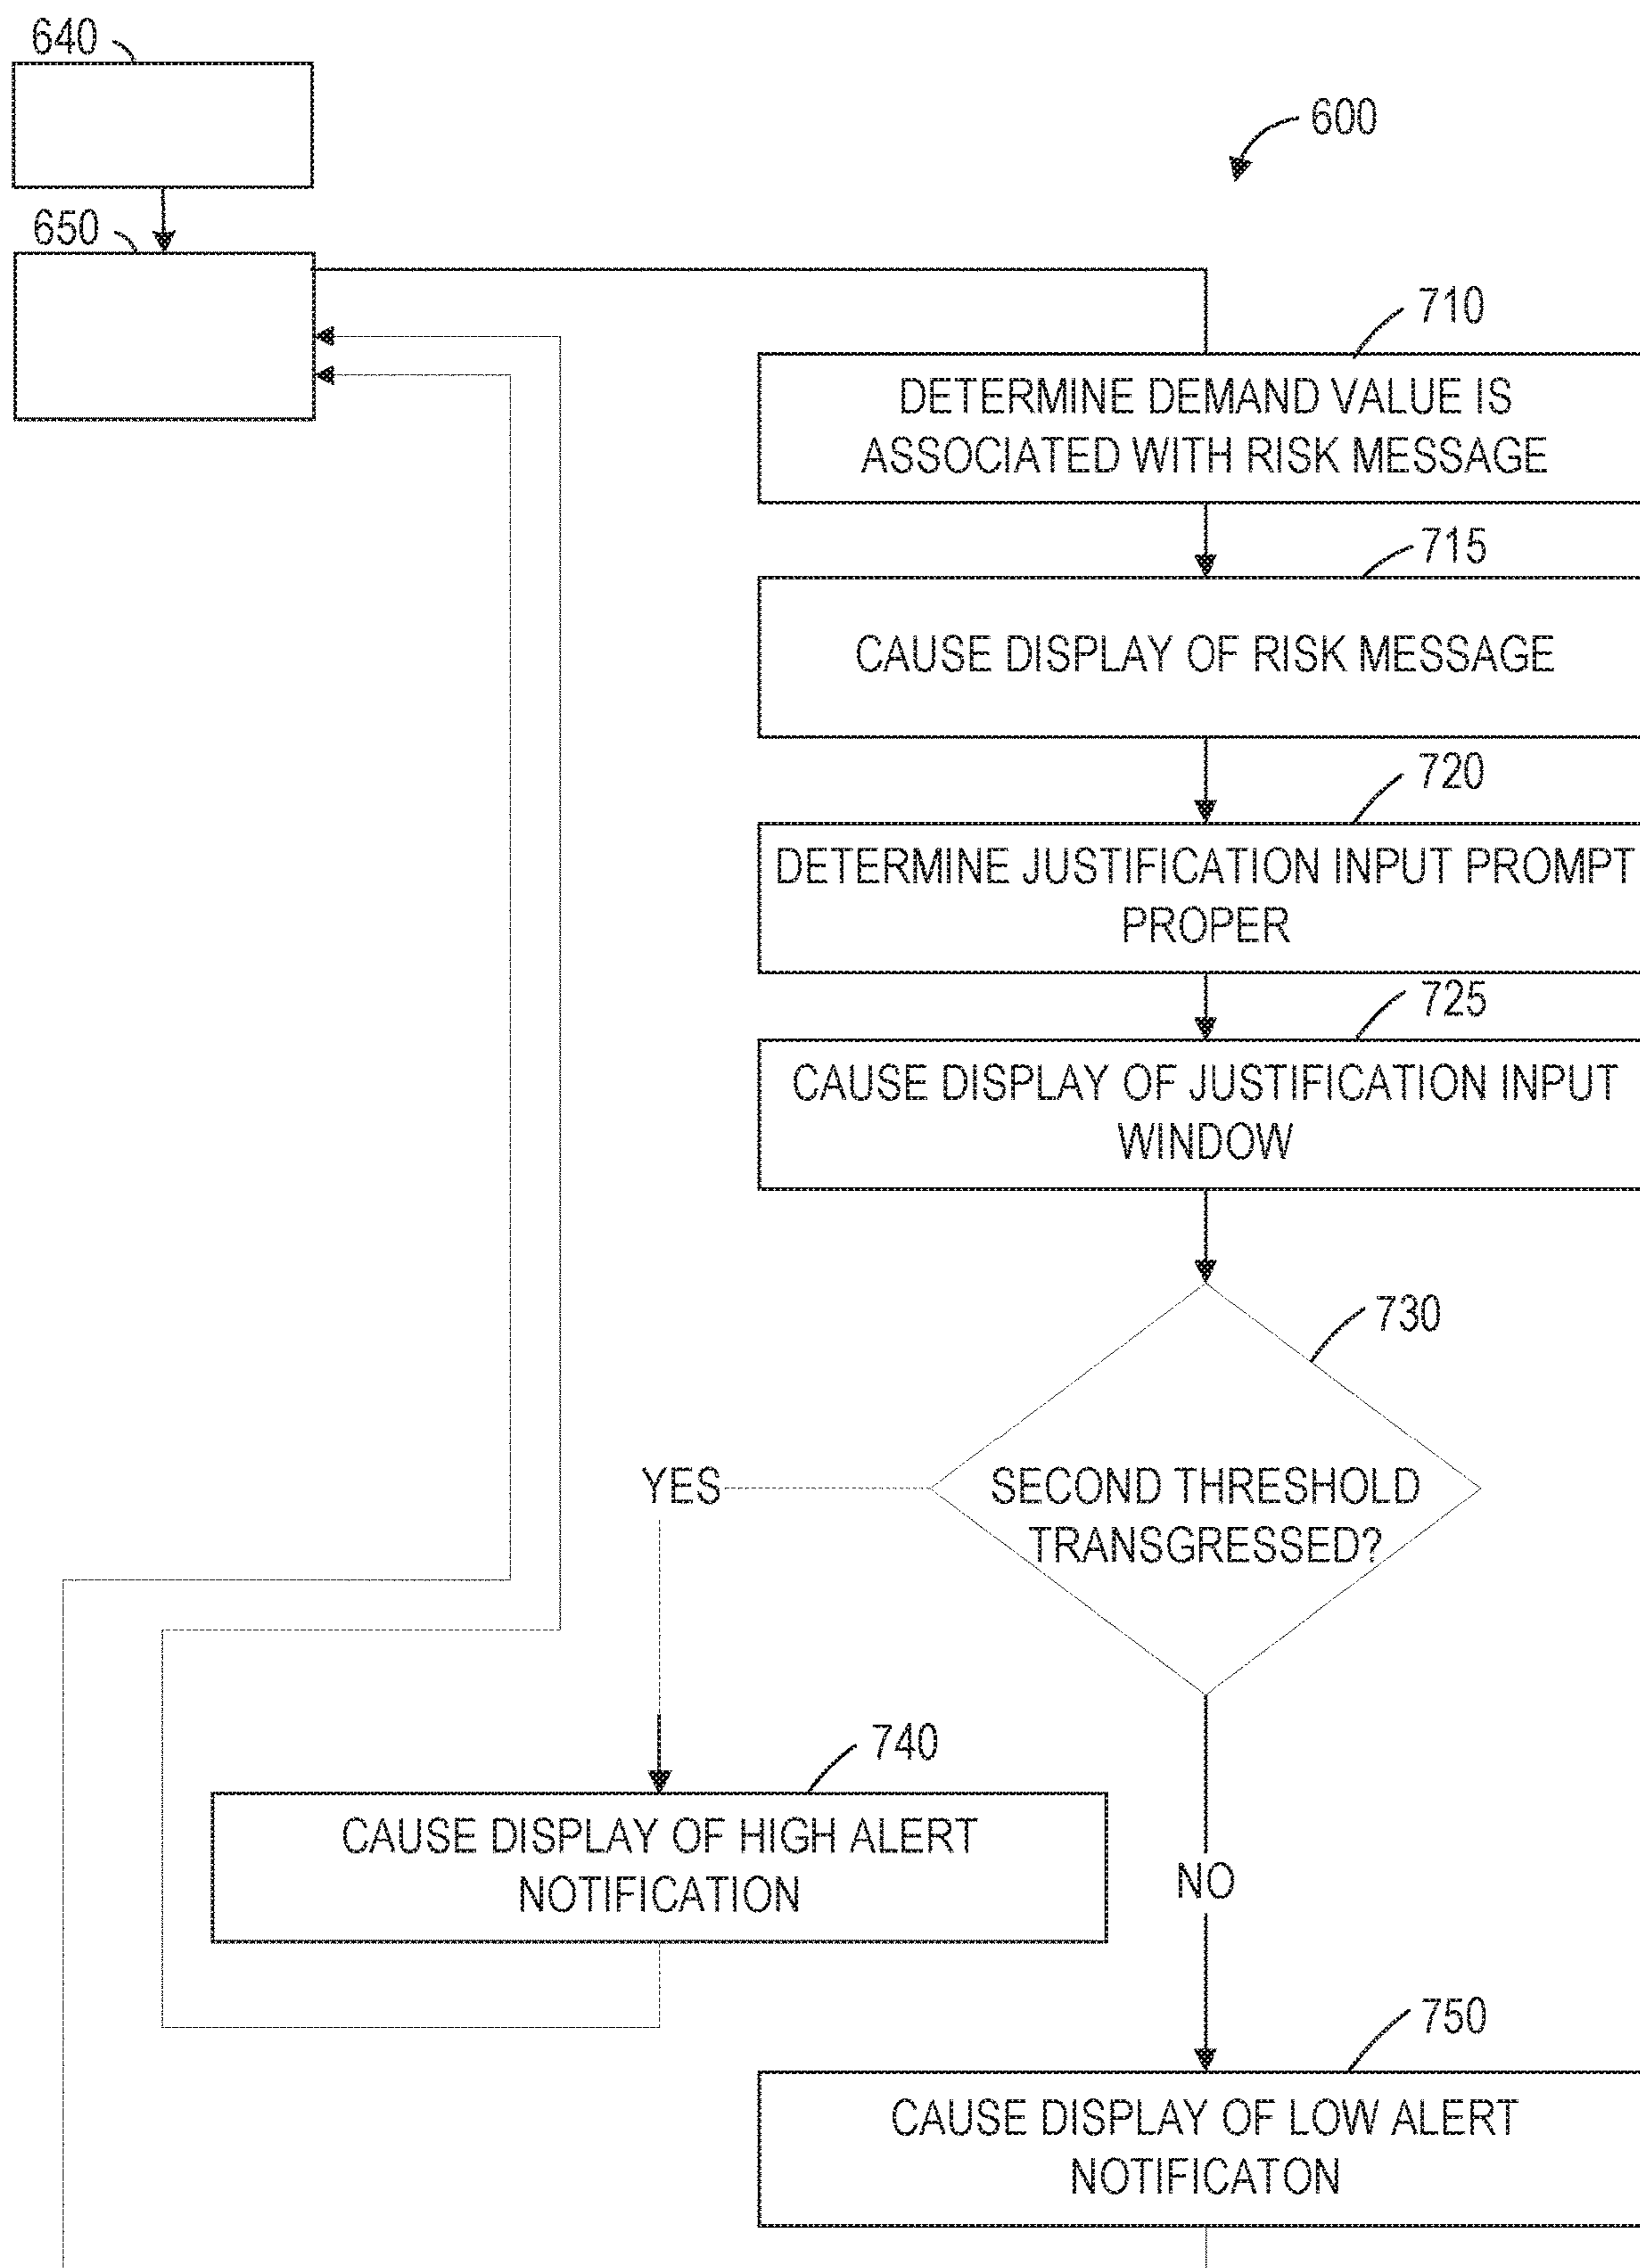 640
600
650
710
DETERMINE DEMAND VALUE IS
ASSOCIATED WITH RISK MESSAGE
715
CAUSE DISPLAY OF RISK MESSAGE
720
DETERMINE JUSTIFICATION INPUT PROMPT
PROPER
725
CAUSE DISPLAY OF JUSTIFICATION INPUT
WINDOW
730
YES
SECOND THRESHOLD
TRANSGRESSED?
740
CAUSE DISPLAY OF HIGH ALERT
NOTIFICATION
NO
750
CAUSE DISPLAY OF LOW ALERT
NOTIFICATON